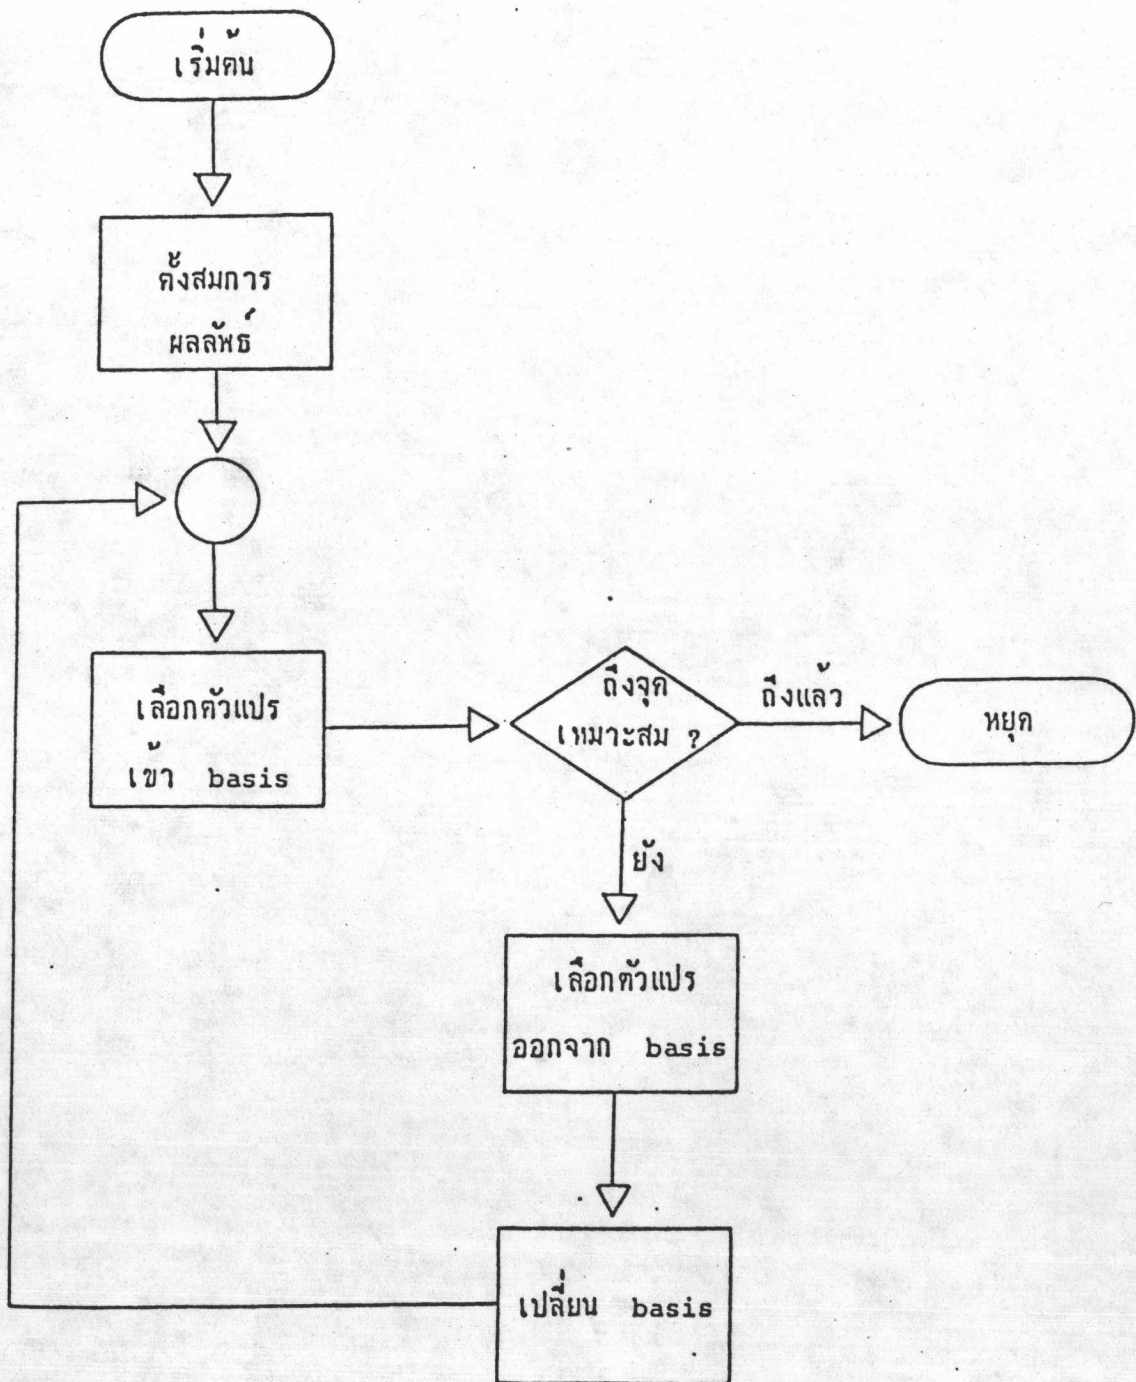 เริ่มต้น
ตั้งสมการ
ผลลัพธ์
เลือกตัวแปร
เข้า basis
ถึงจุด
เหมาะสม ?
ถึงแล้ว
หยุด
ยัง
เลือกตัวแปร
ออกจาก basis
เปลี่ยน basis